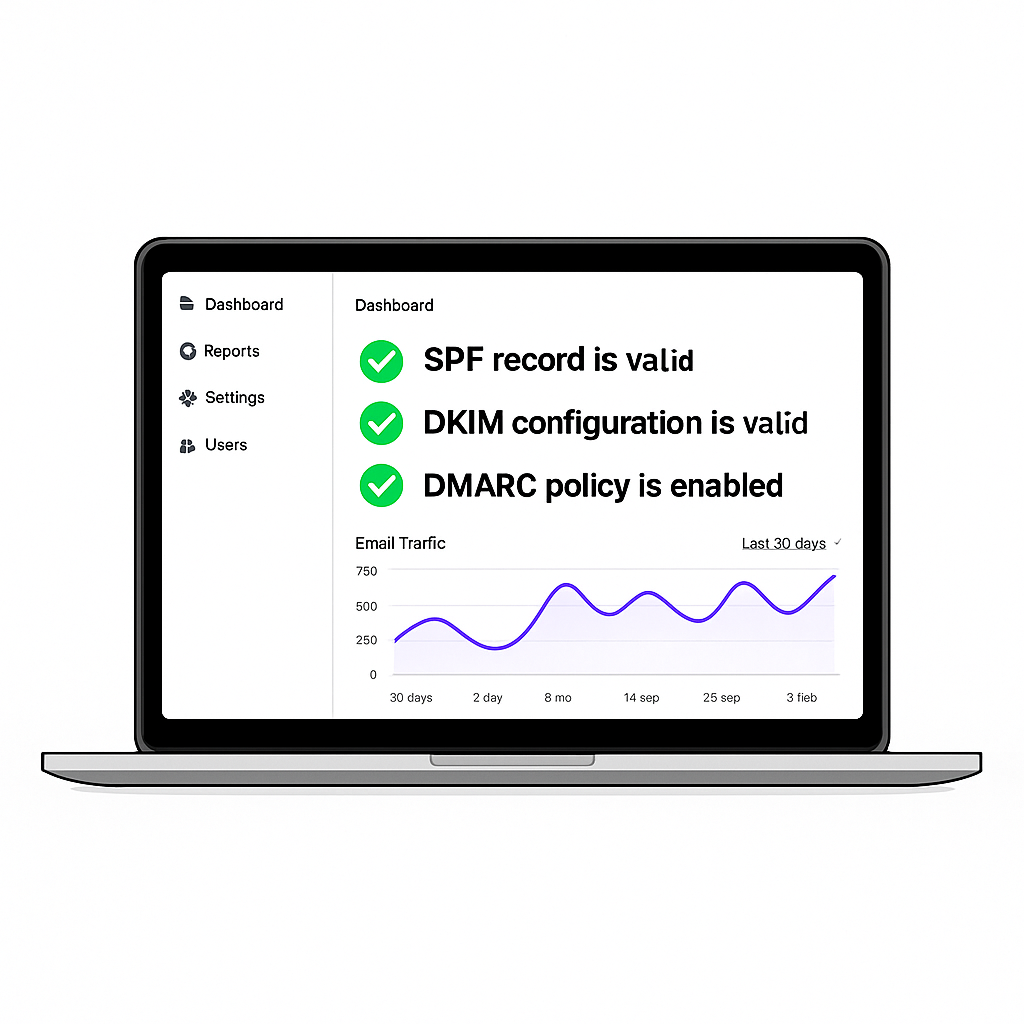 Dashboard
Reports
Settings
Users
Dashboard
SPF record is valid
DKIM configuration is valid
DMARC policy is enabled
Email Trarfic
Last 30 days
750
500
250
0
30 days
2 day
8 mo
14 sep
25 sep
3 fieb